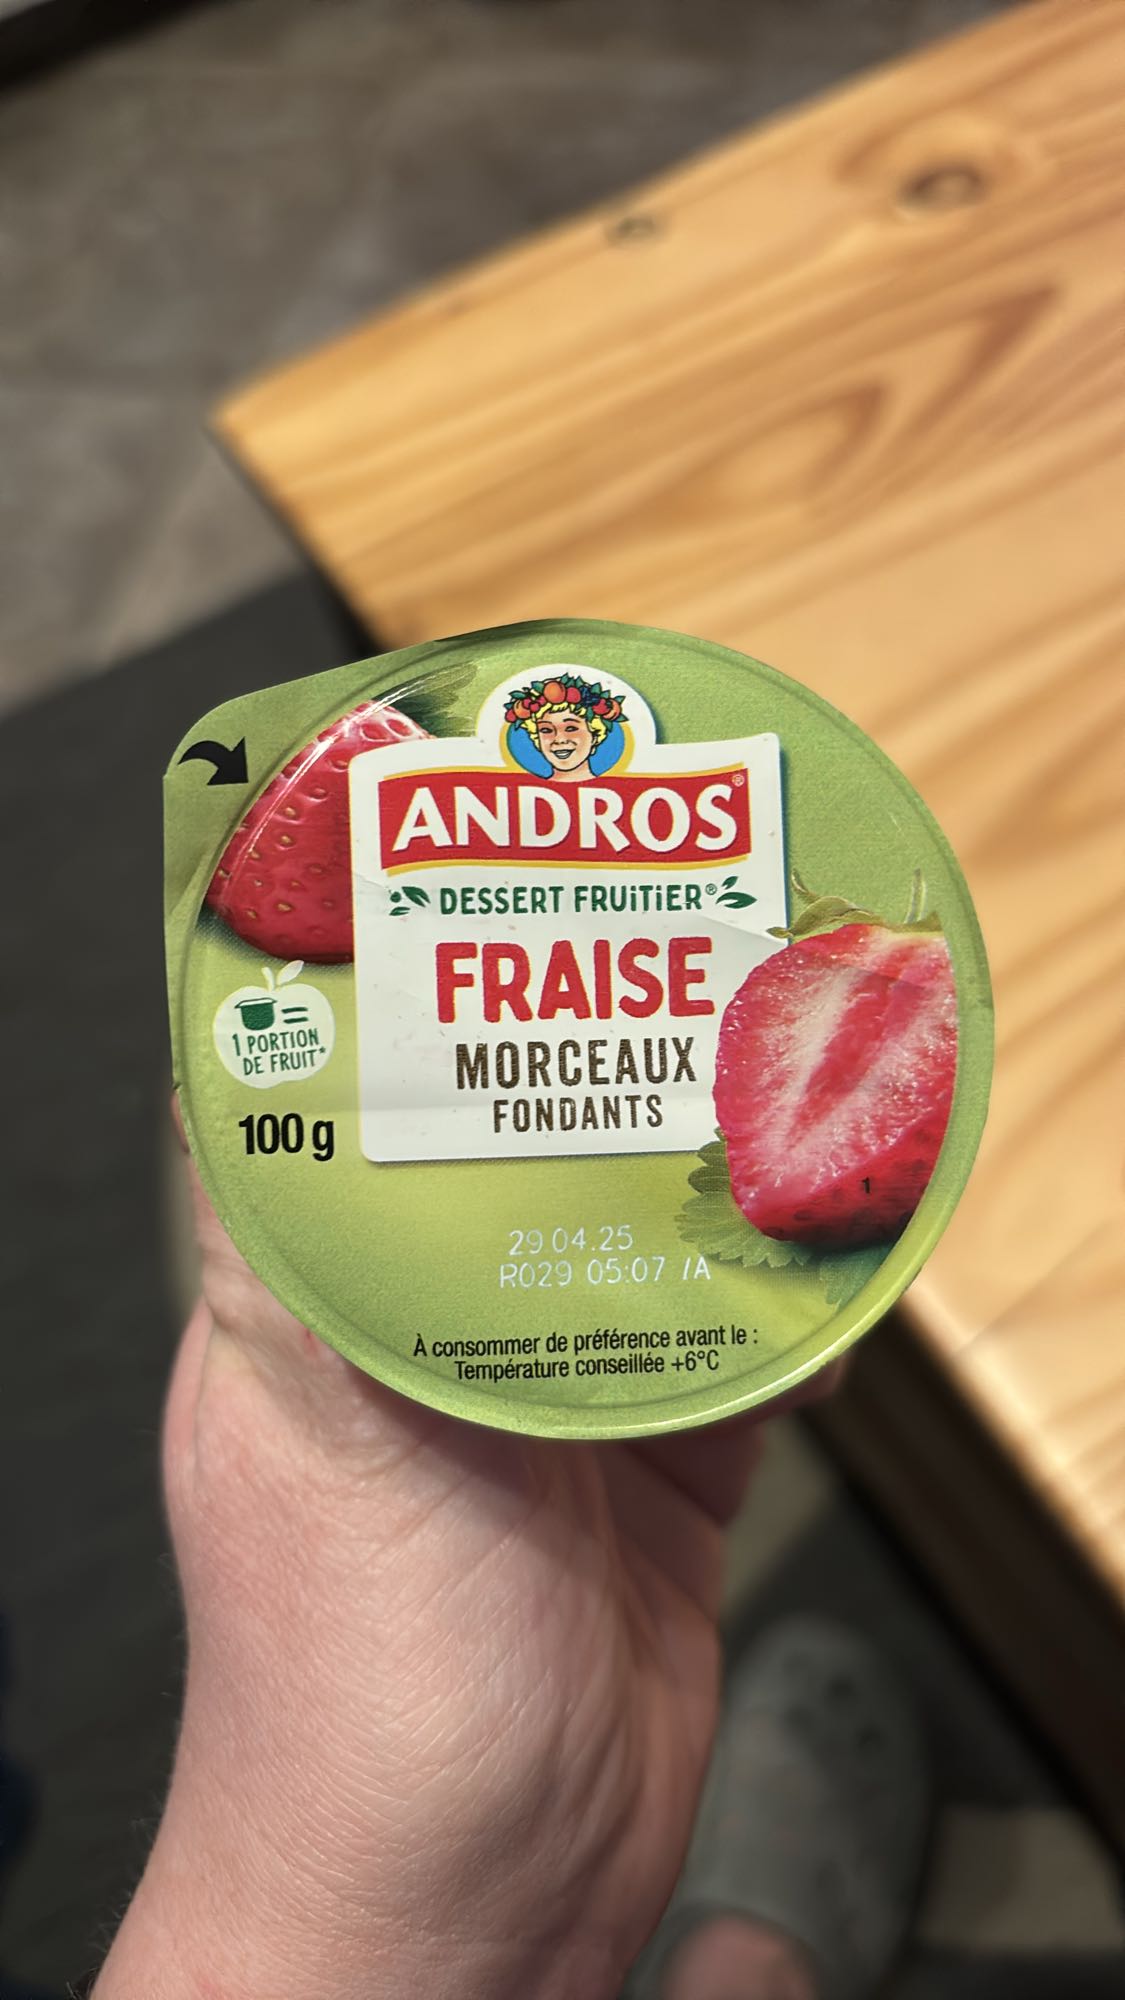 ANDROS®
DESSERT FRUiTiER®
FRAISE
MORCEAUX
FONDANTS
=
1 PORTION
DE FRUIT*
100 g
1
29 04.25
R029 05:07 /A
À consommer de préférence avant le :
Température conseillée +6°C